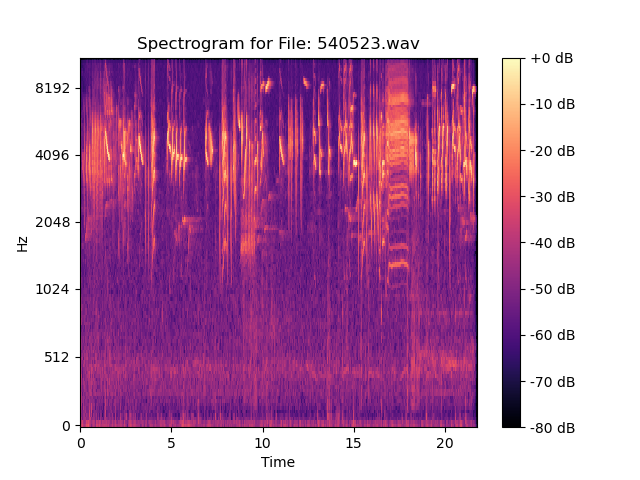 Spectrogram for File: 540523.wav
8192
4096
2048
1024
512
0
Hz
0
5
10
15
20
Time
+0 dB
-10 dB
-20 dB
-30 dB
-40 dB
-50 dB
-60 dB
-70 dB
-80 dB